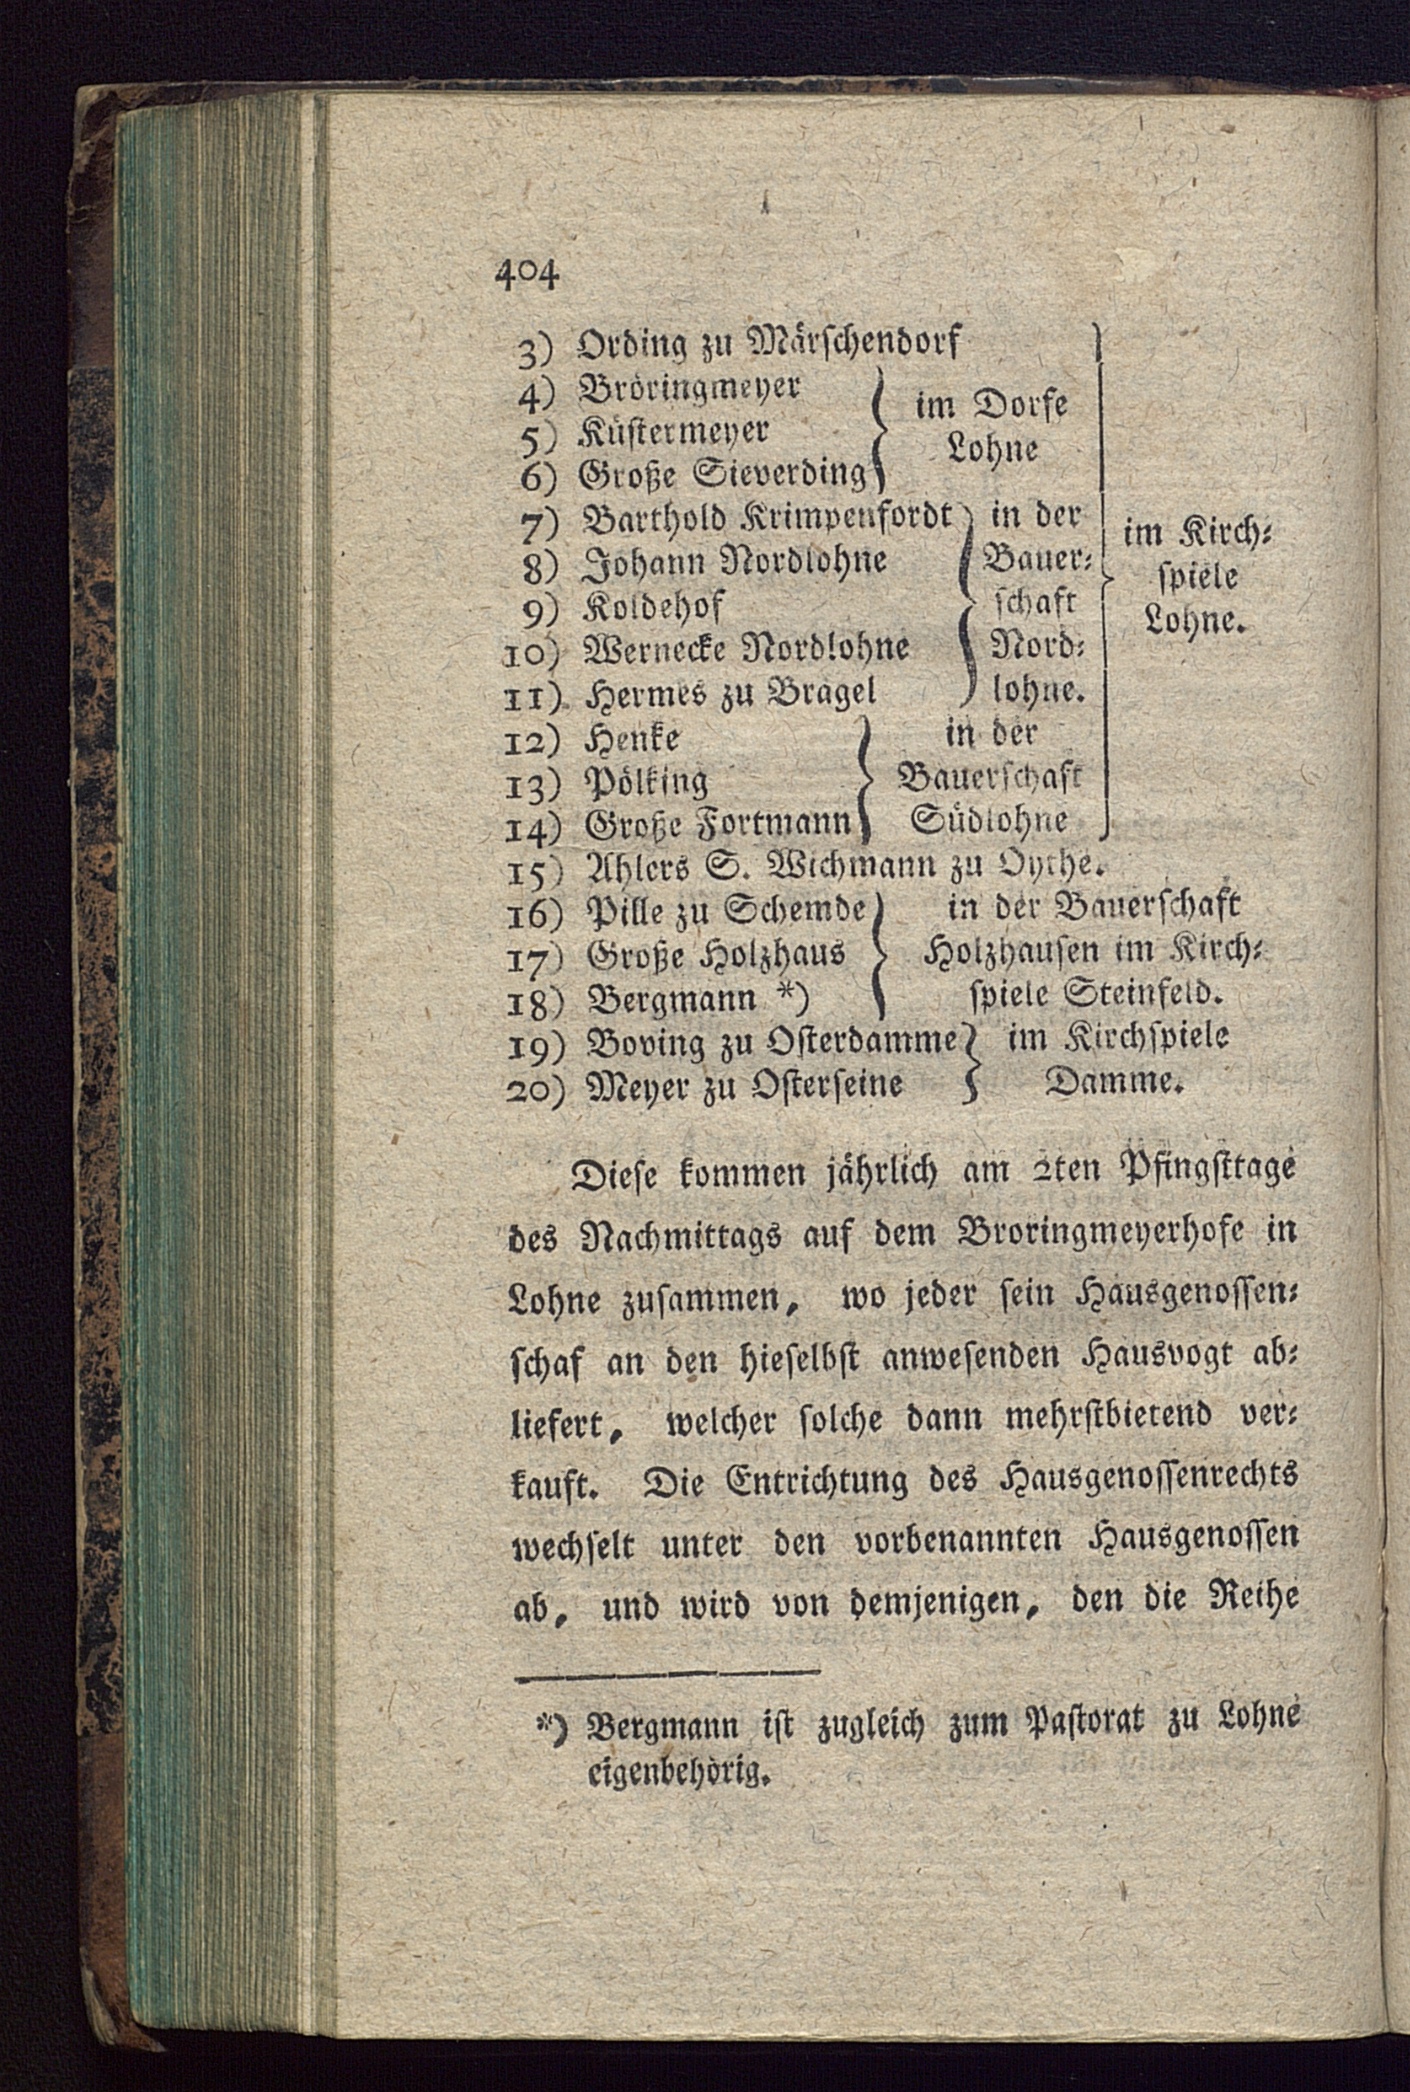 404
3) Ording zu Märschendorf
4) Bröringmeyer
5) Küstermeyer
6) Große Sieverding
im Dorfe
Lohne
7) Barthold Krimpenfordt
8) Johann Nordlohne
9) Koldehof
10) Wernecke Nordlohne
11) Hermes zu Bragel
in der
Bauer-
schaft
Nord-
lohne.
12) Henke
13) Pölking
14) Große Fortmann
in der
Bauerschaft
Südlohne
im Kirch-
spiele
Lohne.
15) Ahlers S. Wichmann zu Oythe.
16) Pille zu Schemde
17) Große Holzhaus
18) Bergmann *)
in der Bauerschaft
Holzhausen im Kirch-
spiele Steinfeld.
19) Boving zu Osterdamme
20) Meyer zu Osterseine
im Kirchspiele
Damme.
Diese kommen jährlich am 2ten Pfingsttage
des Nachmittags auf dem Broringmeyerhofe in
Lohne zusammen, wo jeder sein Hausgenossen-
schaf an den hieselbst anwesenden Hausvogt ab-
liefert, welcher solche dann mehrstbietend ver-
kauft. Die Entrichtung des Hausgenossenrechts
wechselt unter den vorbenannten Hausgenossen
ab, und wird von demjenigen, den die Reihe
*) Bergmann ist zugleich zum Pastorat zu Lohne
eigenbehörig.